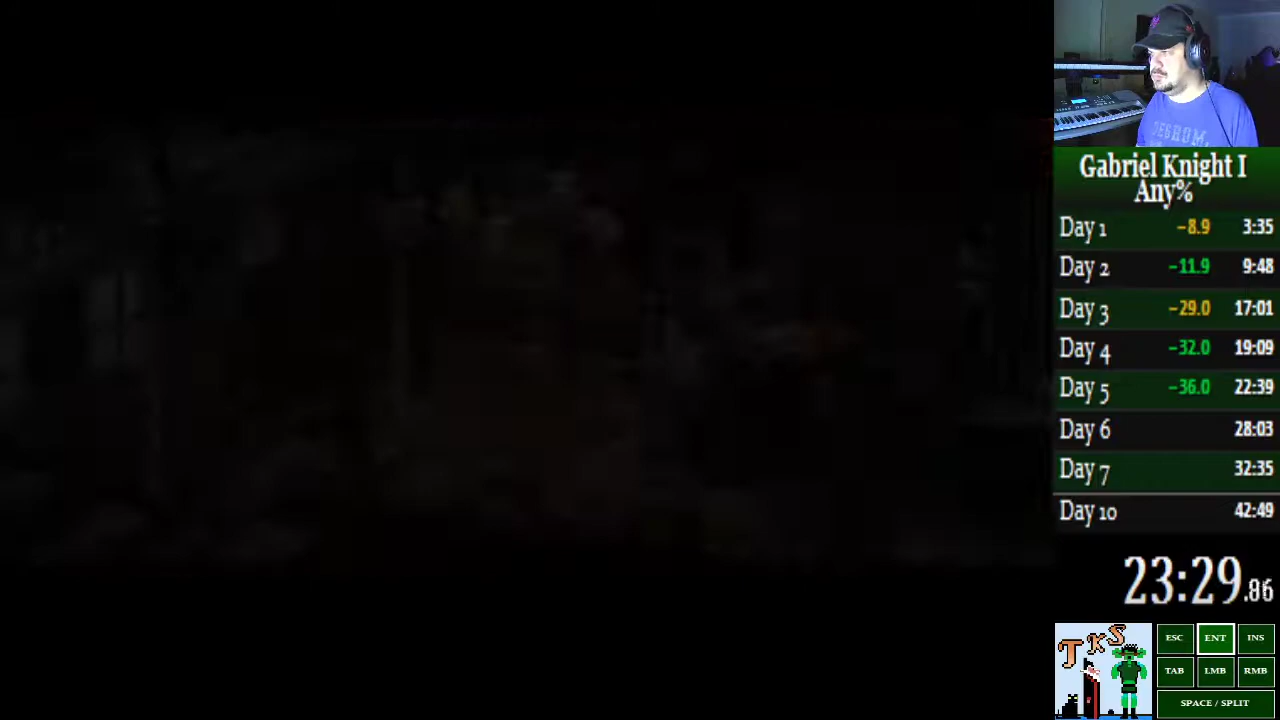 DEGROM
Gabriel Knight I
Any%
Day 1 -8.9 3:35
Day 2 -11.9 9:48
Day 3 -29.0 17:01
Day 4 -32.0 19:09
Day 5 -36.0 22:39
Day 6 28:03
Day 7 32:35
Day 10 42:49
23:29.86
TKS
ESC ENT INS
TAB LMB RMB
SPACE / SPLIT